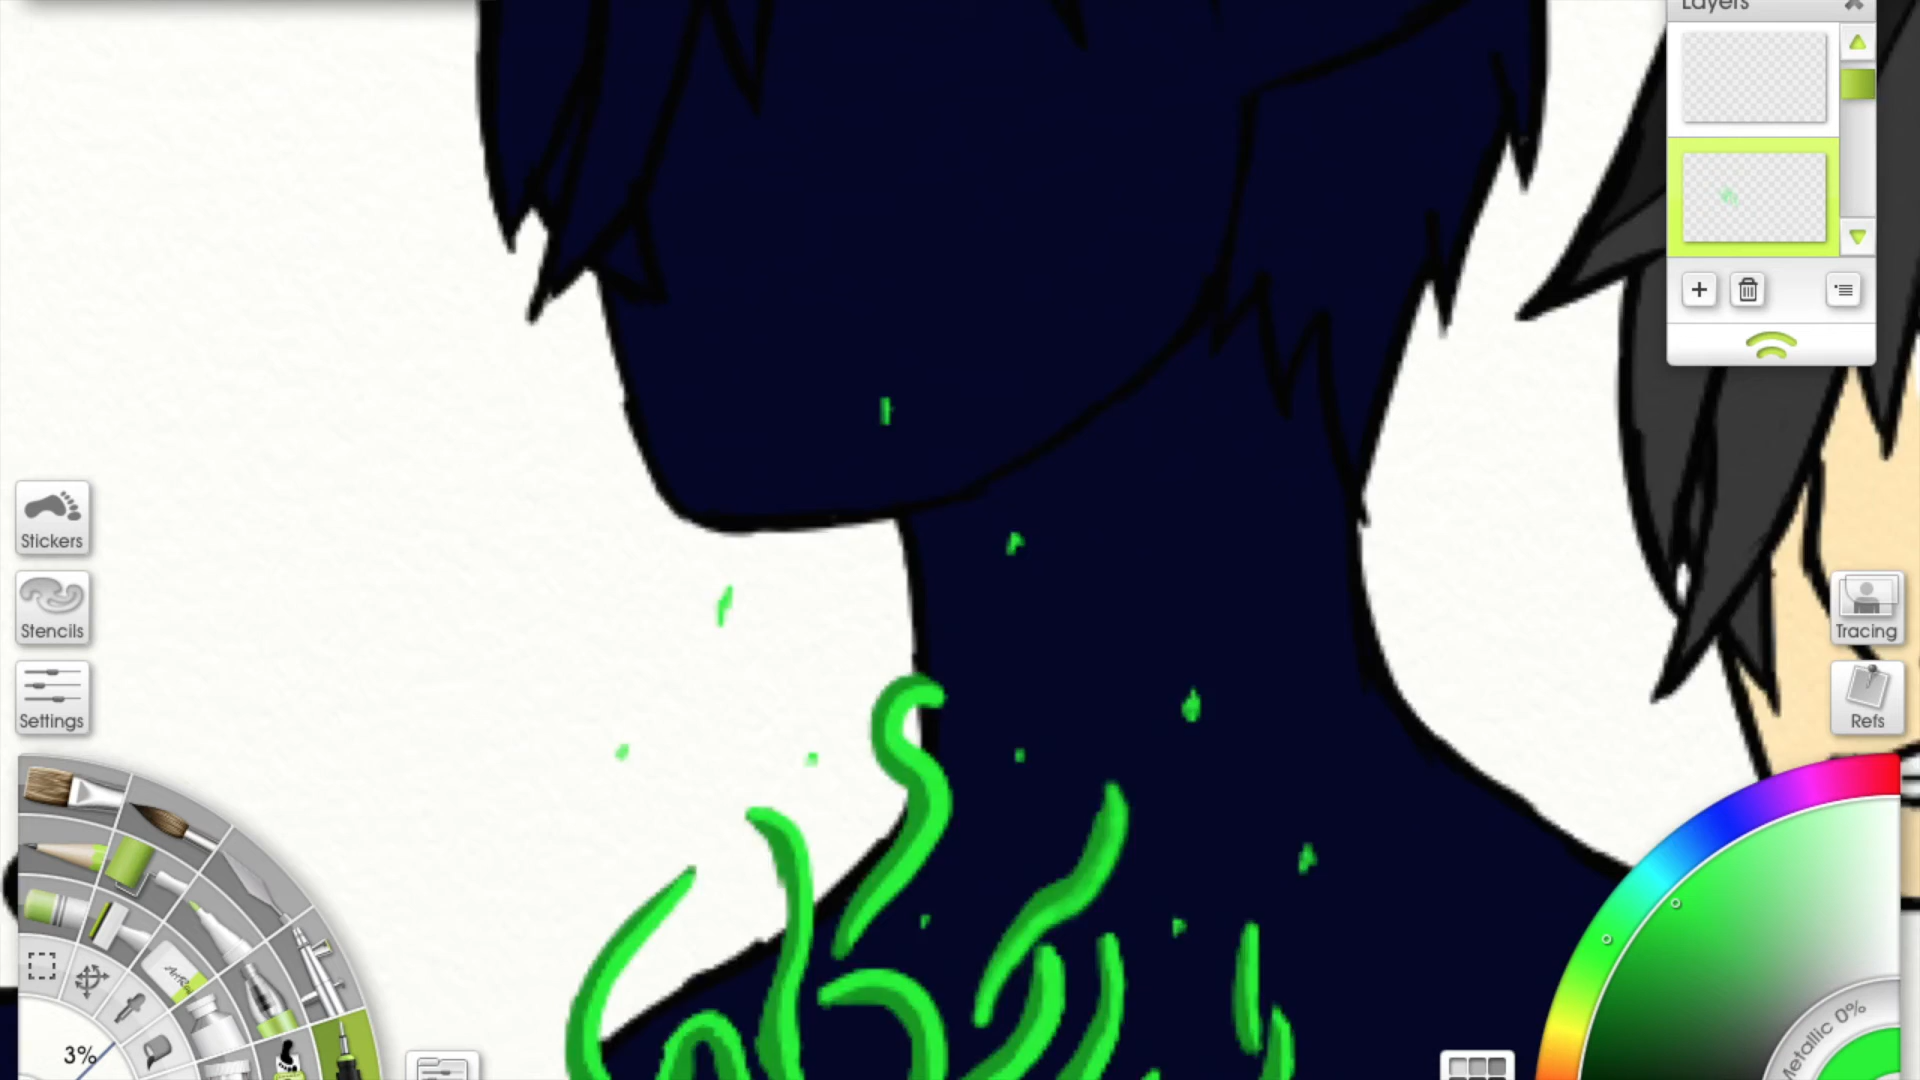 Layers
Stickers
Stencils
Settings
Tracing
Refs
3%
Metallic 0%